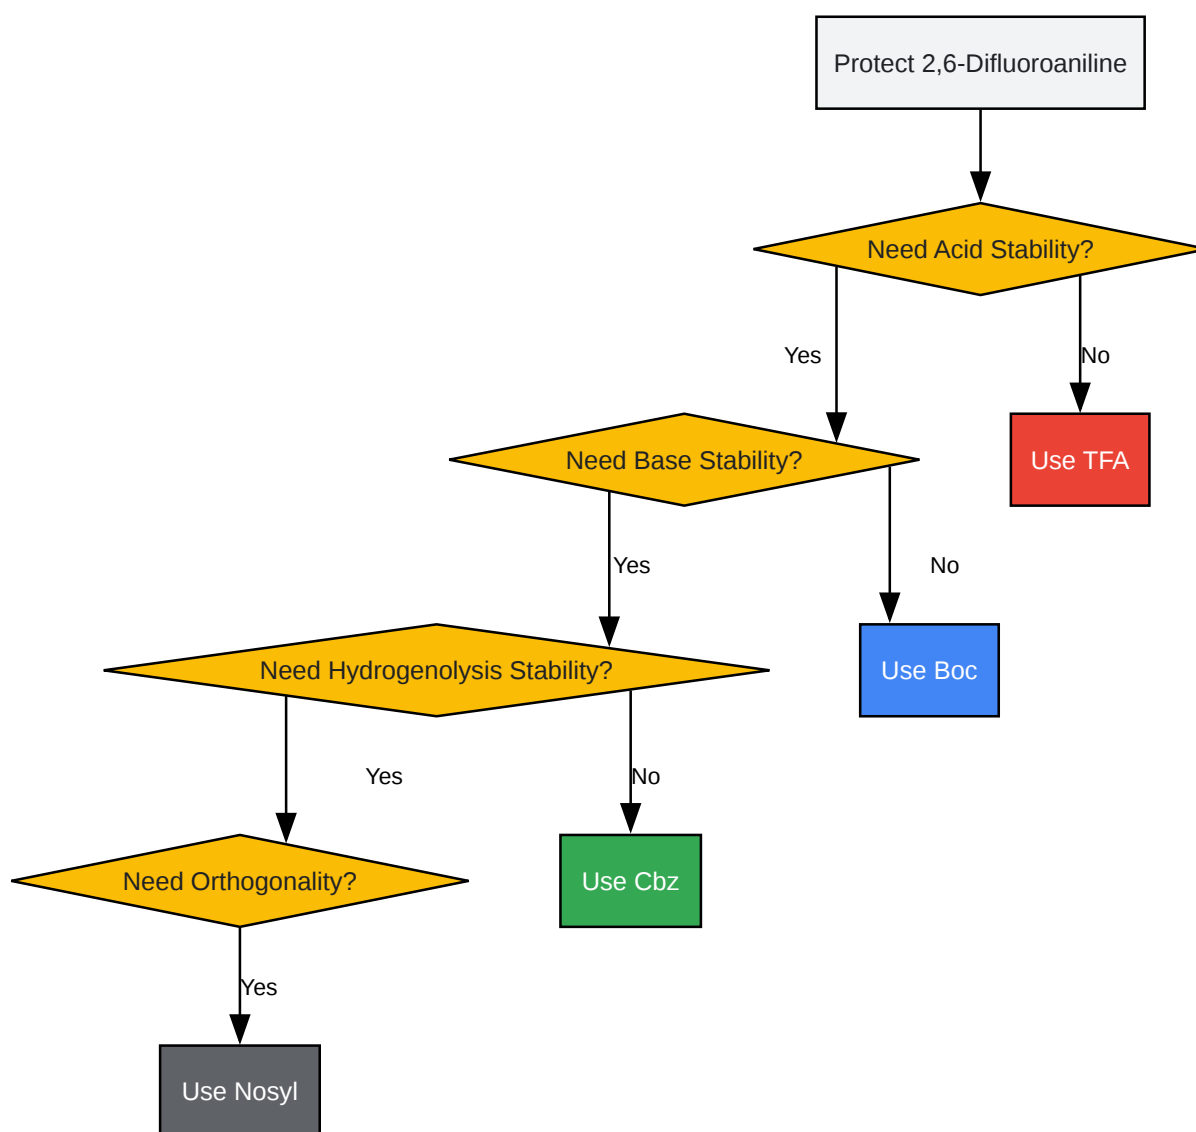 Protect 2,6-Difluoroaniline
Need Acid Stability?
Yes
No
Need Base Stability?
Use TFA
Yes
No
Need Hydrogenolysis Stability?
Use Boc
Yes
No
Need Orthogonality?
Use Cbz
Yes
Use Nosyl